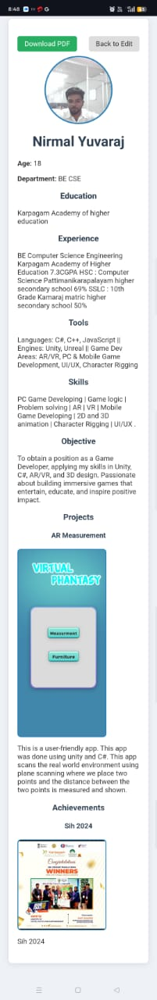 8:48
Download PDF
Back to Edit
Nirmal Yuvaraj
Age: 18
Department: BE CSE
Education
Karpagam Academy of higher
education
Experience
BE Computer Science Engineering
Karpagam Academy of Higher
Education 7.3CGPA HSC : Computer
Science Pattimanikarapalayam higher
secondary school 69% SSLC : 10th
Grade Kamaraj matric higher
secondary school 50%
Tools
Languages: C#, C++, JavaScript ||
Engines: Unity, Unreal || Game Dev
Areas: AR/VR, PC & Mobile Game
Development, UI/UX, Character Rigging
Skills
PC Game Developing | Game logic |
Problem solving | AR | VR | Mobile
Game Developing | 2D and 3D
animation | Character Rigging | UI/UX .
Objective
To obtain a position as a Game
Developer, applying my skills in Unity,
C#, AR/VR, and 3D design. Passionate
about building immersive games that
entertain, educate, and inspire positive
impact.
Projects
AR Measurement
VIRTUAL
PHANTASY
Measurment
Furniture
This is a user-friendly app. This app
was done using unity and C#. This app
scans the real world environment using
plane scanning where we place two
points and the distance between the
two points is measured and shown.
Achievements
Sih 2024
Congratulations
WINNERS
Sih 2024